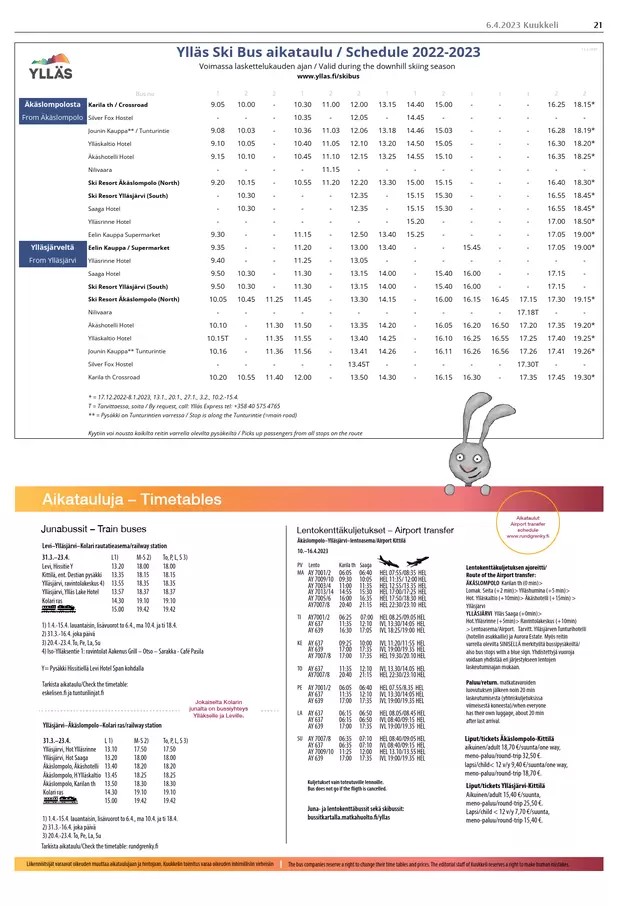 6.4.2023 Kuukkeli 21
YLLÄS
Ylläs Ski Bus aikataulu / Schedule 2022-2023
Voimassa laskettelukauden ajan / Valid during the downhill skiing season
www.yllas.fi/skibus
Bus no 1 2 2 1 2 2 1 1 2 1 2 2 2 2
Äkäslompolosta Karila th / Crossroad 9.05 10.00 - 10.30 11.00 12.00 13.15 14.40 15.00 - - - 16.25 18.15*
From Äkäslompolo Silver Fox Hostel - - - 10.35 - 12.05 - 14.45 - - - - - -
Jounin Kauppa** / Tunturintie 9.08 10.03 - 10.36 11.03 12.06 13.18 14.46 15.03 - - - 16.28 18.19*
Ylläskaltio Hotel 9.10 10.05 - 10.40 11.05 12.10 13.20 14.50 15.05 - - - 16.30 18.20*
Äkäshotelli Hotel 9.15 10.10 - 10.45 11.10 12.15 13.25 14.55 15.10 - - - 16.35 18.25*
Nilivaara - - - - 11.15 - - - - - - - - -
Ski Resort Äkäslompolo (North) 9.20 10.15 - 10.55 11.20 12.20 13.30 15.00 15.15 - - - 16.40 18.30*
Ski Resort Ylläsjärvi (South) - 10.30 - - - 12.35 - 15.15 15.30 - - - 16.55 18.45*
Saaga Hotel - 10.30 - - - 12.35 - 15.15 15.30 - - - 16.55 18.45*
Ylläsrinne Hotel - - - - - - - 15.20 - - - - 17.00 18.50*
Eelin Kauppa Supermarket 9.30 - - 11.15 - 12.50 13.40 15.25 - - - - 17.05 19.00*
Ylläsjärveltä Eelin Kauppa / Supermarket 9.35 - - 11.20 - 13.00 13.40 - - 15.45 - - 17.05 19.00*
From Ylläsjärvi Ylläsrinne Hotel 9.40 - - 11.25 - 13.05 - - - - - - - -
Saaga Hotel 9.50 10.30 - 11.30 - 13.15 14.00 - 15.40 16.00 - - 17.15 -
Ski Resort Ylläsjärvi (South) 9.50 10.30 - 11.30 - 13.15 14.00 - 15.40 16.00 - - 17.15 -
Ski Resort Äkäslompolo (North) 10.05 10.45 11.25 11.45 - 13.30 14.15 - 16.00 16.15 16.45 17.15 17.30 19.15*
Nilivaara - - - - - - - - - - - 17.18T - -
Äkäshotelli Hotel 10.10 - 11.30 11.50 - 13.35 14.20 - 16.05 16.20 16.50 17.20 17.35 19.20*
Ylläskaltio Hotel 10.15T - 11.35 11.55 - 13.40 14.25 - 16.10 16.25 16.55 17.25 17.40 19.25*
Jounin Kauppa** Tunturintie 10.16 - 11.36 11.56 - 13.41 14.26 - 16.11 16.26 16.56 17.26 17.41 19.26*
Silver Fox Hostel - - - - - 13.45T - - - - - 17.30T - -
Karila th Crossroad 10.20 10.55 11.40 12.00 - 13.50 14.30 - 16.15 16.30 - 17.35 17.45 19.30*
* = 17.12.2022-8.1.2023, 13.1., 20.1., 27.1., 3.2., 10.2.-15.4.
T = Tarvittaessa, soita / By request, call: Ylläs Express tel: +358 40 575 4765
** = Pysäkki on Tunturintien varressa / Stop is along the Tunturintie (=main road)
Kyytiin voi nousta kaikilta reitin varrella olevilta pysäkeiltä / Picks up passengers from all stops on the route
Aikatauluja – Timetables
Aikataulut
Airport transfer
schedule
www.rundgrenky.fi
Junabussit – Train buses
Levi–Ylläsjärvi–Kolari rautatieasema/railway station
31.3.–23.4. L 1) M-S 2) To, P, L, S 3)
Levi, Hissitie Y 13.20 18.00 18.00
Kittilä, ent. Destian pysäkki 13.35 18.15 18.15
Ylläsjärvi, ravintolakeskus 4) 13.55 18.35 18.35
Ylläsjärvi, Ylläs Lake Hotel 13.57 18.37 18.37
Kolari ras 14.30 19.10 19.10
15.00 19.42 19.42
1) 1.4.-15.4. lauantaisin, lisävuorot to 6.4., ma 10.4. ja ti 18.4.
2) 31.3.–16.4. joka päivä
3) 20.4.-23.4. To, Pe, La, Su
4) Iso-Ylläksentie 1: ravintolat Aakenus Grill – Otso – Sarakka - Café Pasila
Y= Pysäkki Hissitiellä Levi Hotel Span kohdalla
Tarkista aikataulu/Check the timetable:
eskelisen.fi ja tunturilinjat.fi
Jokaiselta Kolarin
junalta on bussiyhteys
Ylläkselle ja Leville.
Ylläsjärvi–Äkäslompolo–Kolari ras/railway station
31.3.–23.4. L 1) M-S 2) To, P, L, S 3)
Ylläsjärvi, Hot Ylläsrinne 13.10 17.50 17.50
Ylläsjärvi, Hot Saaga 13.20 18.00 18.00
Äkäslompolo, Äkäshotelli 13.40 18.20 18.20
Äkäslompolo, H Ylläskaltio 13.45 18.25 18.25
Äkäslompolo, Karilan th 13.50 18.30 18.30
Kolari ras 14.30 19.10 19.10
15.00 19.42 19.42
1) 1.4.-15.4. lauantaisin, lisävuorot to 6.4., ma 10.4. ja ti 18.4.
2) 31.3.-16.4. joka päivä
3) 20.4.-23.4. To, Pe, La, Su
Tarkista aikataulu/Check the timetable: rundgrenky.fi
Lentokenttäkuljetukset – Airport transfer
Äkäslompolo–Ylläsjärvi–lentoasema/airport Kittilä
10.–16.4.2023
PV Lento Karila th Saaga
MA AY 7001/2 06:05 06:40 HEL 07:55/08:35 HEL
AY 7009/10 09:30 10:05 HEL 11:35/ 12:00 HEL
AY 7003/4 11:00 11:35 HEL 12:55/13:35 HEL
AY 7013/14 14:55 15:30 HEL 17:00/17:25 HEL
AY 7005/6 16:00 16:35 HEL 17:50/18:30 HEL
AY7007/8 20:40 21:15 HEL 22:30/23:10 HEL
TI AY 7001/2 06:25 07:00 HEL 08.25/09.05 HEL
AY 637 11:35 12:10 IVL 13:30/14:05 HEL
AY 639 16:30 17:05 IVL 18:25/19:00 HEL
KE AY 637 09:25 10:00 IVL 11:20/11:55 HEL
AY 639 17:00 17:35 IVL 19:00/19:35 HEL
AY 7007/8 17:00 17:35 HEL 19:30/20:10 HEL
TO AY 637 11:35 12:10 IVL 13:30/14:05 HEL
AY 7007/8 20:40 21:15 HEL 22:30/23.10 HEL
PE AY 7001/2 06:05 06:40 HEL 07.55/8.35 HEL
AY 637 11:35 12:10 IVL 13:30/14:05 HEL
AY 639 17:00 17:35 IVL 19:00/19:35 HEL
LA AY 637 06:15 06:50 HEL 08.05/08:45 HEL
AY 637 06:15 06:50 IVL 08:40/09:15 HEL
AY 639 17:00 17:35 IVL 19:00/19:35 HEL
SU AY 7007/8 06:35 07:10 HEL 08:40/09:05 HEL
AY 637 06:35 07:10 IVL 08:40/09:15 HEL
AY 7009/10 11:25 12:00 HEL 13.10/13:55 HEL
AY 639 17:00 17:35 IVL 19:00/19:35 HEL
Kuljetukset vain toteutuville lennoille.
Bus does not go if the fligth is cancelled.
Juna- ja lentokenttäbussit sekä skibussit:
bussitkartalla.matkahuolto.fi/yllas
Lentokenttäkuljetuksen ajoreitti/
Route of the Airport transfer:
ÄKÄSLOMPOLO Karilan th (0 min)>
Lomak. Seita (+2 min)> Ylläshumina (+5 min)>
Hot. Ylläskaltio (+10min)> Äkäshotelli (+15min) >
Ylläsjärvi
YLLÄSJÄRVI Ylläs Saaga (+0min)>
Hot.Ylläsrinne (+5min)> Ravintolakeskus (+10min)
> Lentoasema/Airport. Tarvitt. Ylläsjärven Tunturihotelli
(hotellin asiakkaille) ja Aurora Estate. Myös reitin
varrella olevilta SINISELLÄ merkityiltä bussipysäkeiltä/
also bus stops with a blue sign. Yhdistettyjä vuoroja
voidaan yhdistää eri järjestykseen lentojen
laskeutumisajan mukaan.
Paluu/return. matkatavaroiden
luovutuksen jälkeen noin 20 min
laskeutumisesta (yhteiskuljetuksissa
viimeisestä koneesta)/when everyone
has their own luggage, about 20 min
after last arrival.
Liput/tickets Äkäslompolo-Kittilä
aikuinen/adult 18,70 €/suunta/one way,
meno-paluu/round-trip 32,50 €.
lapsi/child< 12 v/y 9,40 €/suunta/one way,
meno-paluu/round-trip 18,70 €.
Liput/tickets Ylläsjärvi-Kittilä
Aikuinen/adult 15,40 €/suunta,
meno-paluu/round-trip 25,50 €.
Lapsi/child < 12 v/y 7,70 €/suunta,
meno-paluu/round-trip 15,40 €.
Liikennöitsijät varaavat oikeuden muuttaa aikataulujaan ja hintojaan. Kuukkelin toimitus varaa oikeuden inhimillisiin virheisiin | The bus companies reserve a right to change their time tables and prices. The editorial staff of Kuukkeli reserves a right to make human mistakes.